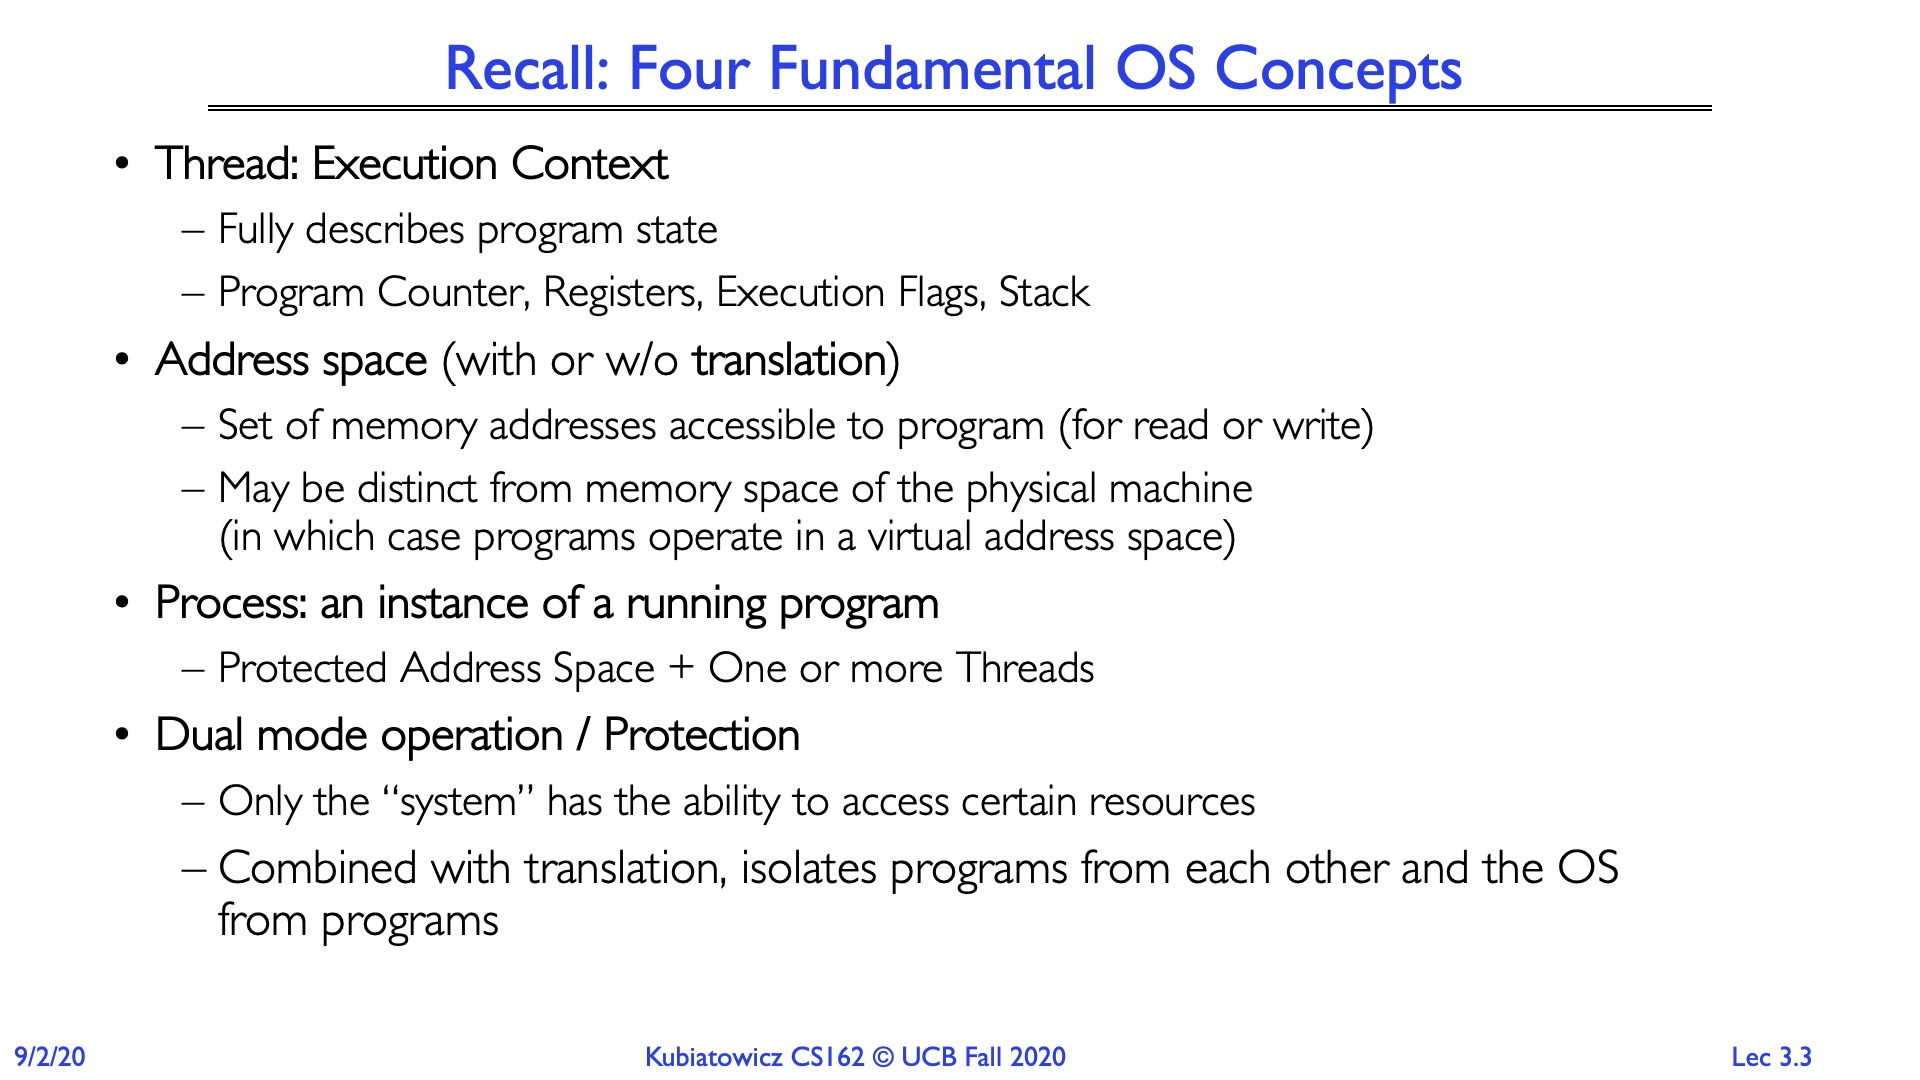 Recall: Four Fundamental OS Concepts
• Thread: Execution Context
– Fully describes program state
– Program Counter, Registers, Execution Flags, Stack
• Address space (with or w/o translation)
– Set of memory addresses accessible to program (for read or write)
– May be distinct from memory space of the physical machine
(in which case programs operate in a virtual address space)
• Process: an instance of a running program
– Protected Address Space + One or more Threads
• Dual mode operation / Protection
– Only the “system” has the ability to access certain resources
– Combined with translation, isolates programs from each other and the OS
from programs
9/2/20
Kubiatowicz CS162 © UCB Fall 2020
Lec 3.3